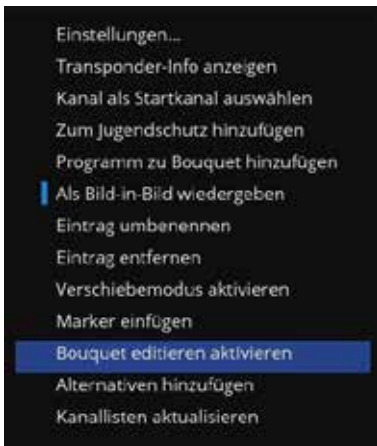 Einstellungen...
Transponder-Info anzeigen
Kanal als Startkanal auswählen
Zum Jugendschutz hinzufügen
Programm zu Bouquet hinzufügen
Als Bild-in-Bild wiedergeben
Eintrag umbenennen
Eintrag entfernen
Verschiebemodus aktivieren
Marker einfügen
Bouquet editieren aktivieren
Alternativen hinzufügen
Kanallisten aktualisieren